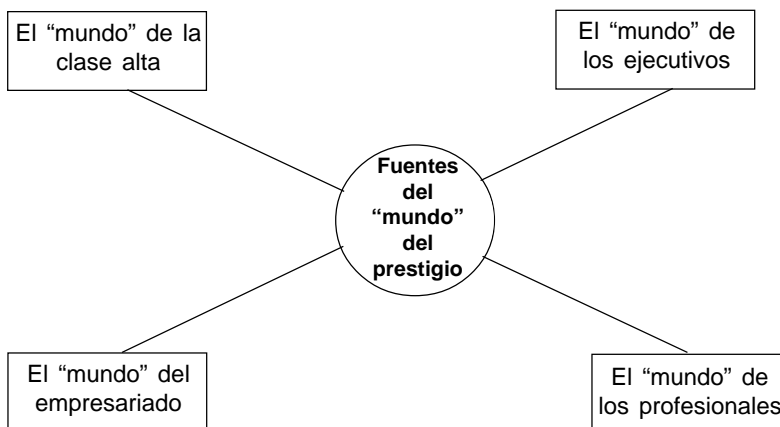 El “mundo” de la
clase alta
El “mundo” de
los ejecutivos
Fuentes
del
“mundo”
del
prestigio
El “mundo” del
empresariado
El “mundo” de
los profesionales